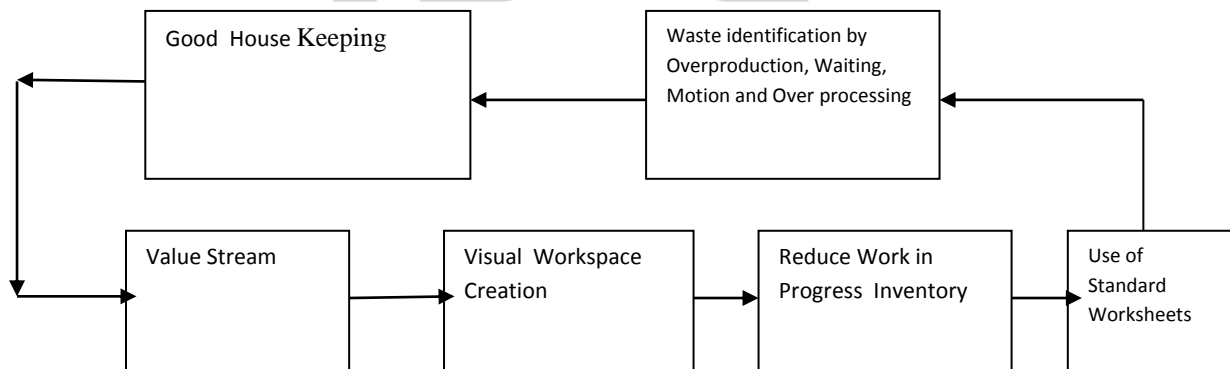 Good House Keeping
Waste identification by
Overproduction, Waiting,
Motion and Over processing
Value Stream
Visual Workspace
Creation
Reduce Work in
Progress Inventory
Use of
Standard
Worksheets